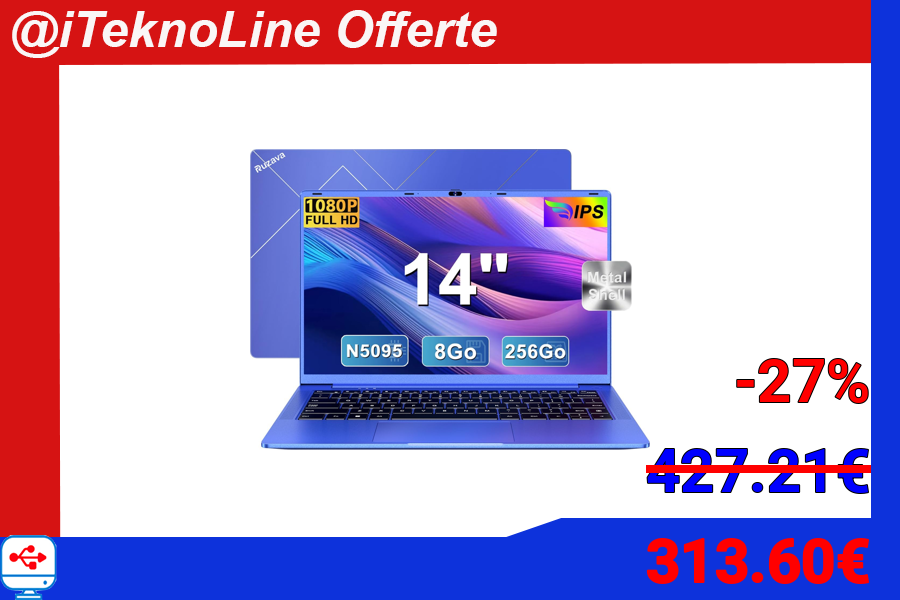 @iTeknoLine Offerte
Ruzava
1080P
FULL HD
IPS
14"
Metal
Shell
N5095
8Go
256Go
-27%
427.21€
313.60€